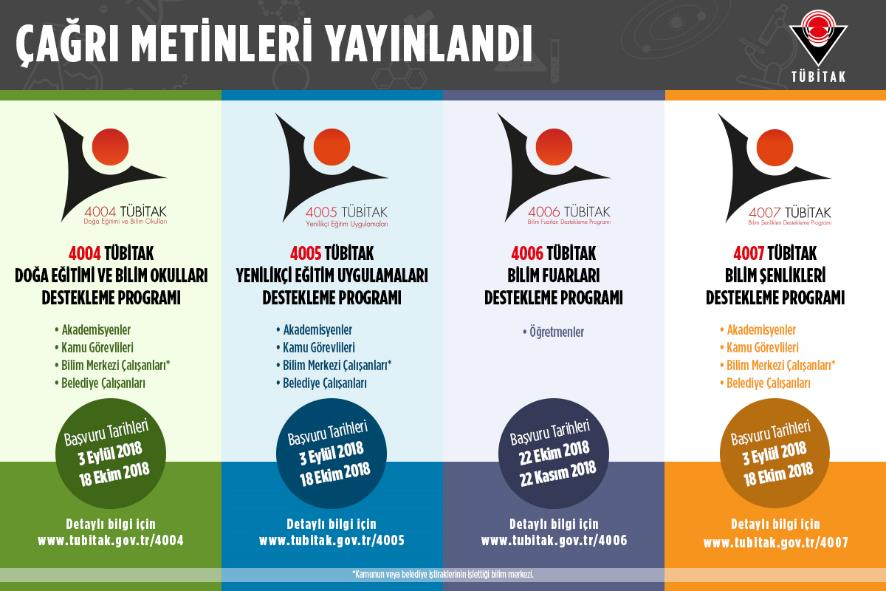 ÇAĞRI METİNLERİ YAYINLANDI
TÜBİTAK
4004 TÜBİTAK
Doğa Eğitimi ve Bilim Okulları
4004 TÜBİTAK
DOĞA EĞİTİMİ VE BİLİM OKULLARI
DESTEKLEME PROGRAMI
• Akademisyenler
• Kamu Görevlileri
• Bilim Merkezi Çalışanları*
• Belediye Çalışanları
Başvuru Tarihleri
3 Eylül 2018
18 Ekim 2018
Detaylı bilgi için
www.tubitak.gov.tr/4004
4005 TÜBİTAK
Yenilikçi Eğitim Uygulamaları
4005 TÜBİTAK
YENİLİKÇİ EĞİTİM UYGULAMALARI
DESTEKLEME PROGRAMI
• Akademisyenler
• Kamu Görevlileri
• Bilim Merkezi Çalışanları*
• Belediye Çalışanları
Başvuru Tarihleri
3 Eylül 2018
18 Ekim 2018
Detaylı bilgi için
www.tubitak.gov.tr/4005
4006 TÜBİTAK
Bilim Fuarları Destekleme Programı
4006 TÜBİTAK
BİLİM FUARLARI
DESTEKLEME PROGRAMI
• Öğretmenler
Başvuru Tarihleri
22 Ekim 2018
22 Kasım 2018
Detaylı bilgi için
www.tubitak.gov.tr/4006
4007 TÜBİTAK
Bilim Şenlikleri Destekleme Programı
4007 TÜBİTAK
BİLİM ŞENLİKLERİ
DESTEKLEME PROGRAMI
• Akademisyenler
• Kamu Görevlileri
• Bilim Merkezi Çalışanları*
• Belediye Çalışanları
Başvuru Tarihleri
3 Eylül 2018
18 Ekim 2018
Detaylı bilgi için
www.tubitak.gov.tr/4007
*Kamunun veya belediye iştiraklerinin işlettiği bilim merkezi.